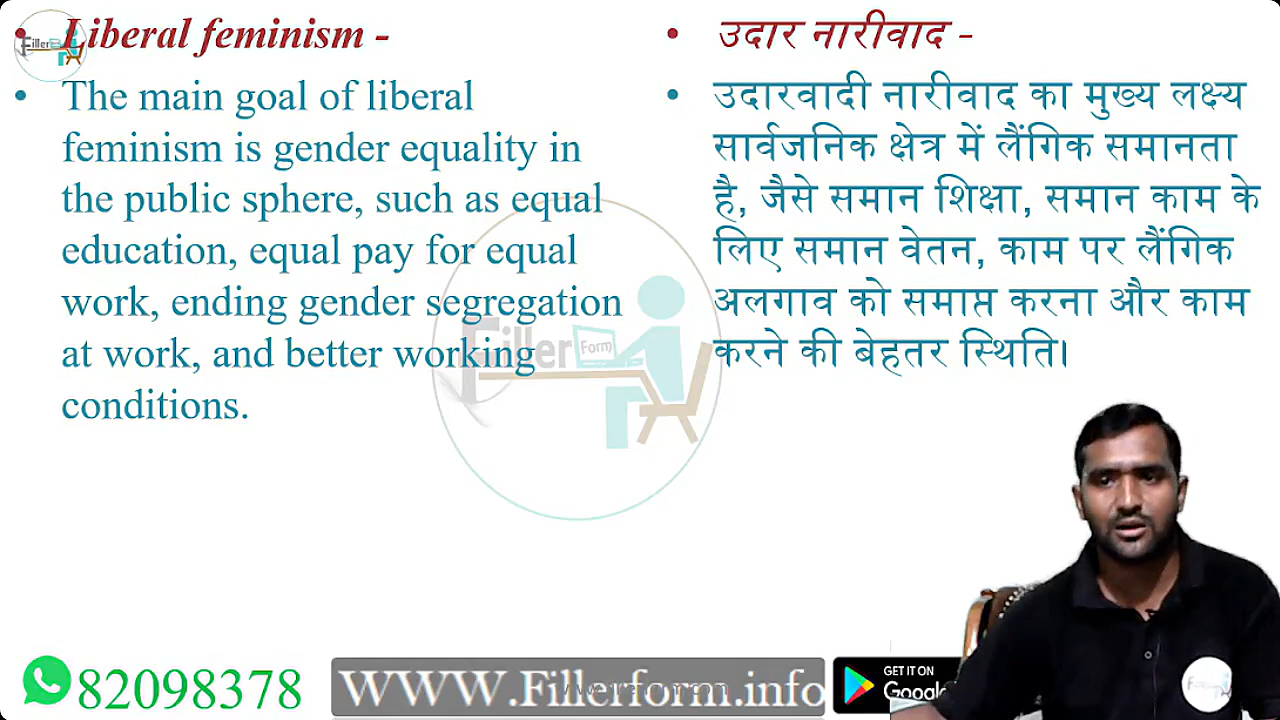 Liberal feminism -
The main goal of liberal
feminism is gender equality in
the public sphere, such as equal
education, equal pay for equal
work, ending gender segregation
at work, and better working
conditions.
उदार नारीवाद -
उदारवादी नारीवाद का मुख्य लक्ष्य
सार्वजनिक क्षेत्र में लैंगिक समानता
है, जैसे समान शिक्षा, समान काम के
लिए समान वेतन, काम पर लैंगिक
अलगाव को समाप्त करना और काम
करने की बेहतर स्थिति।
Filler Form
82098378
WWW.Fillerform.info
GET IT ON
Google